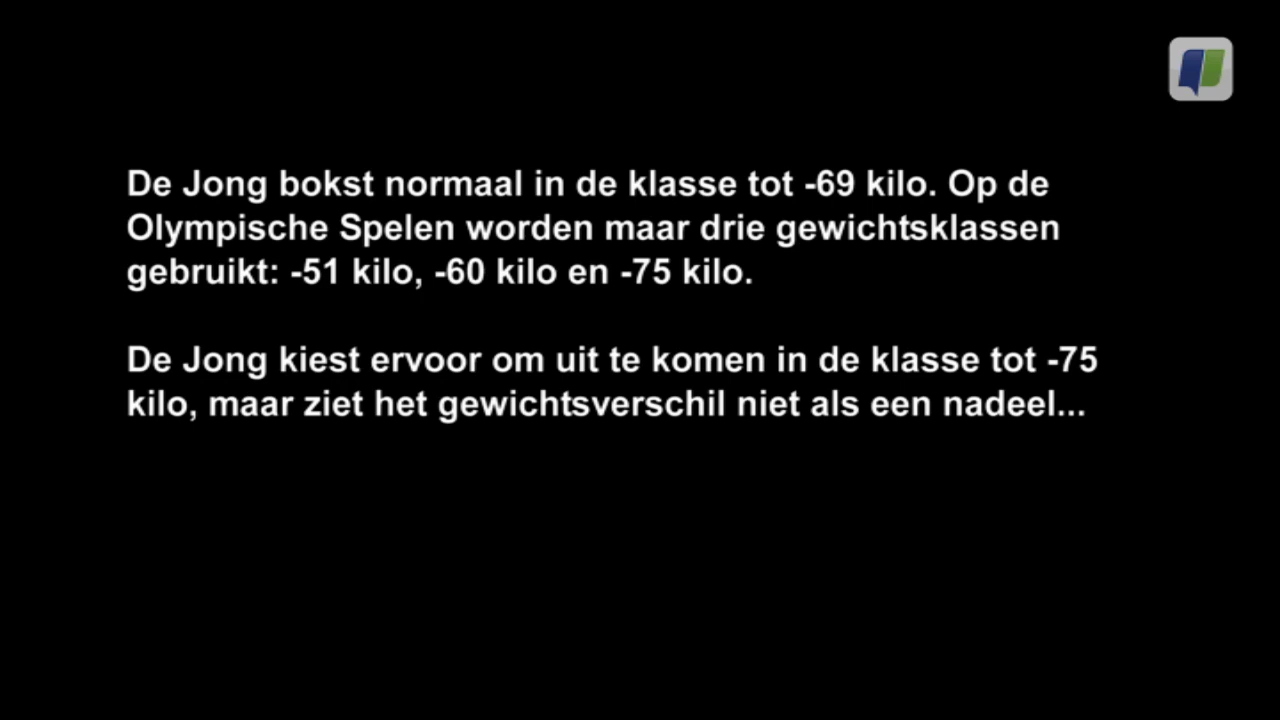 De Jong bokst normaal in de klasse tot -69 kilo. Op de
Olympische Spelen worden maar drie gewichtsklassen
gebruikt: -51 kilo, -60 kilo en -75 kilo.
De Jong kiest ervoor om uit te komen in de klasse tot -75
kilo, maar ziet het gewichtsverschil niet als een nadeel...